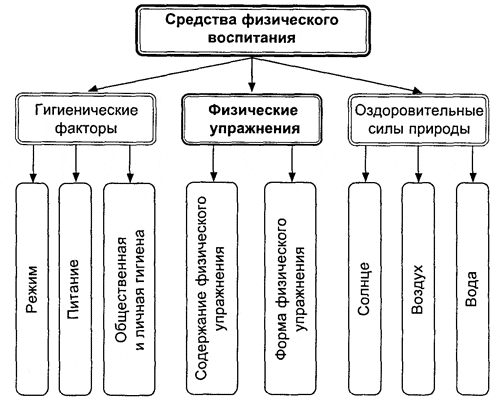 Средства физического
воспитания
Гигиенические
факторы
Физические
упражнения
Оздоровительные
силы природы
Режим
Питание
Общественная
и личная гигиена
Содержание физического
упражнения
Форма физического
упражнения
Солнце
Воздух
Вода